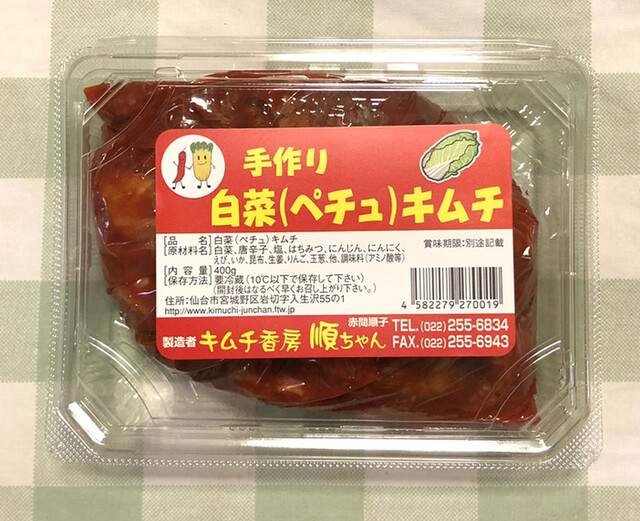 手作り
白菜(ペチュ)キムチ
[品 名]白菜(ペチュ)キムチ
[原材料名]白菜、唐辛子、塩、はちみつ、にんじん、にんにく、
えび、いか、昆布、生姜、りんご、玉葱、他、調味料(アミノ酸等)
賞味期限:別途記載
[内 容 量]400g
[保存方法]要冷蔵(10℃以下で保存して下さい)
(開封後はなるべく早くお召し上がり下さい。)
住所:仙台市宮城野区岩切字入生沢55の1
http://www.kimuchi-junchan.ftw.jp
4 582279 270019
製造者 キムチ香房 順ちゃん
赤間順子
TEL.(022)255-6834
FAX.(022)255-6943